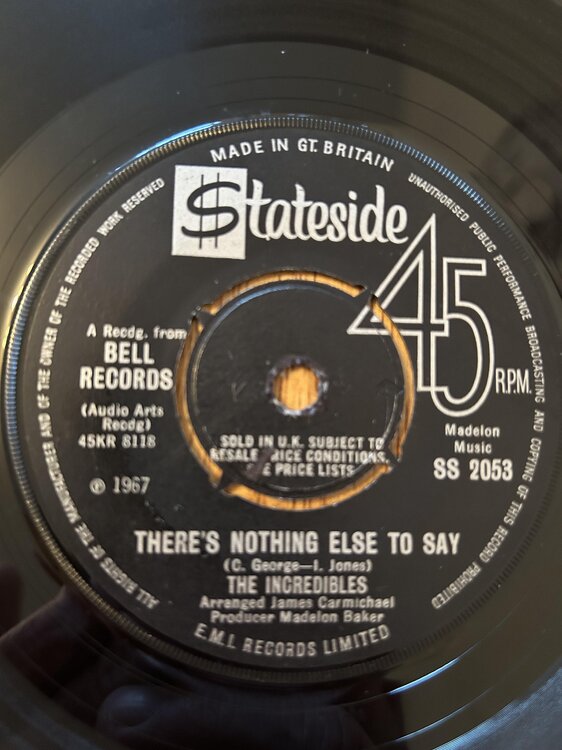 MADE IN GT. BRITAIN
$tateside
45
R.P.M.
A Recdg. from
BELL
RECORDS
(Audio Arts
Recdg)
45KR 8118
℗ 1967
Madelon
Music
SS 2053
SOLD IN U.K. SUBJECT TO
RESALE PRICE CONDITIONS,
PRICE LISTS
THERE'S NOTHING ELSE TO SAY
(C. George—I. Jones)
THE INCREDIBLES
Arranged James Carmichael
Producer Madelon Baker
E.M.I. RECORDS LIMITED
ALL RIGHTS OF THE MANUFACTURER AND OF THE OWNER OF THE RECORDED WORK RESERVED
UNAUTHORISED PUBLIC PERFORMANCE BROADCASTING AND COPYING OF THIS RECORD PROHIBITED